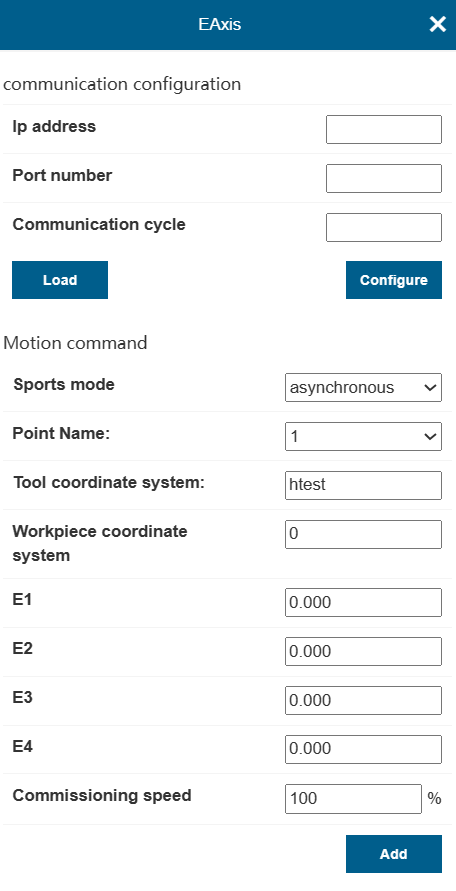 EAxis
communication configuration
Ip address
Port number
Communication cycle
Load Configure
Motion command
Sports mode asynchronous
Point Name: 1
Tool coordinate system: htest
Workpiece coordinate 0
system
E1 0.000
E2 0.000
E3 0.000
E4 0.000
Commissioning speed 100 %
Add